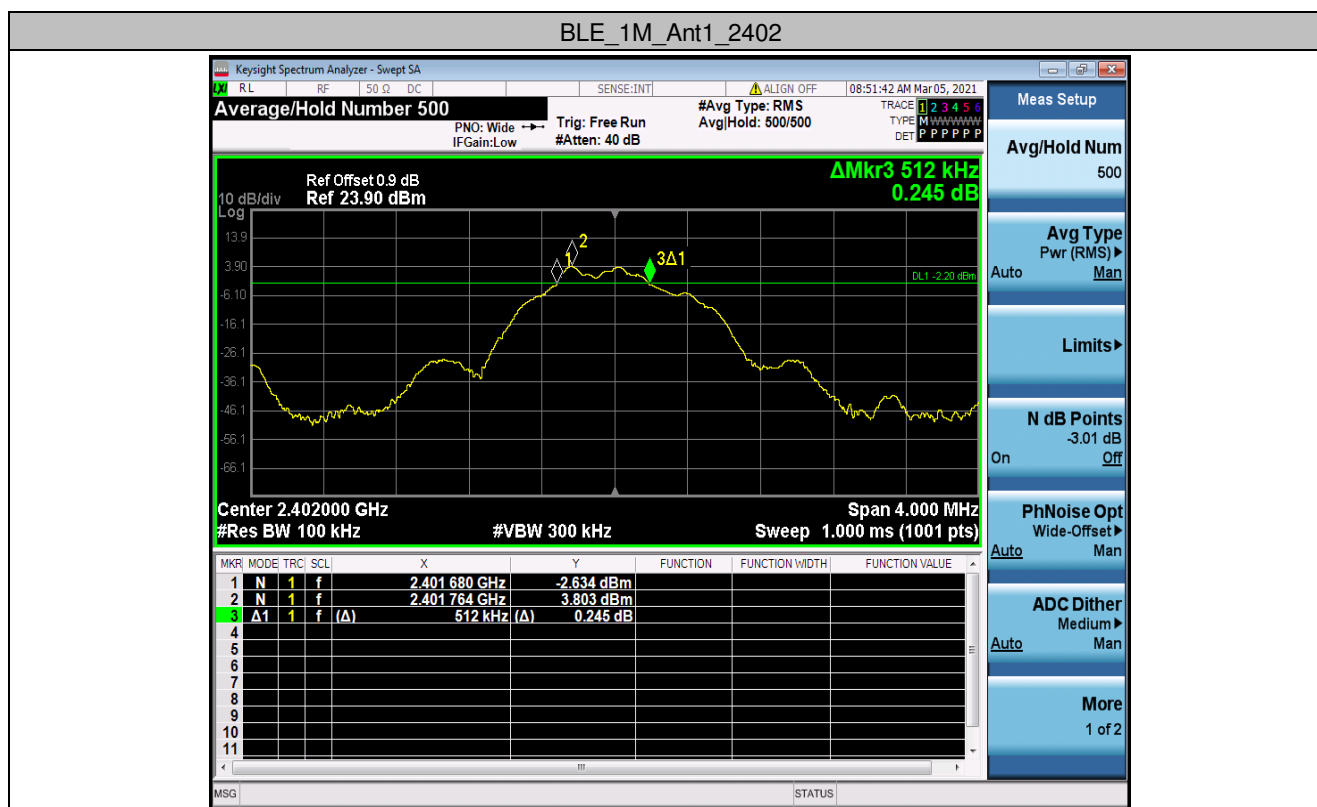 BLE_1M_Ant1_2402
Keysight Spectrum Analyzer - Swept SA
LXI RL RF 50 Ω DC SENSE:INT ALIGN OFF 08:51:42 AM Mar 05, 2021
Average/Hold Number 500
PNO: Wide
IFGain:Low
Trig: Free Run
#Atten: 40 dB
#Avg Type: RMS
Avg|Hold: 500/500
TRACE 1 2 3 4 5 6
TYPE M WWWWW
DET P P P P P P
ΔMkr3 512 kHz
0.245 dB
Ref Offset 0.9 dB
10 dB/div Ref 23.90 dBm
Log
13.9
3.90
-6.10
-16.1
-26.1
-36.1
-46.1
-56.1
-66.1
1
2
3Δ1
DL1 -2.20 dBm
Center 2.402000 GHz Span 4.000 MHz
#Res BW 100 kHz #VBW 300 kHz Sweep 1.000 ms (1001 pts)
MKR MODE TRC SCL X Y FUNCTION FUNCTION WIDTH FUNCTION VALUE
1 N 1 f 2.401 680 GHz -2.634 dBm
2 N 1 f 2.401 764 GHz 3.803 dBm
3 Δ1 1 f (Δ) 512 kHz (Δ) 0.245 dB
4
5
6
7
8
9
10
11
MSG STATUS
Meas Setup
Avg/Hold Num
500
Avg Type
Pwr (RMS)
Auto Man
Limits
N dB Points
-3.01 dB
On Off
PhNoise Opt
Wide-Offset
Auto Man
ADC Dither
Medium
Auto Man
More
1 of 2